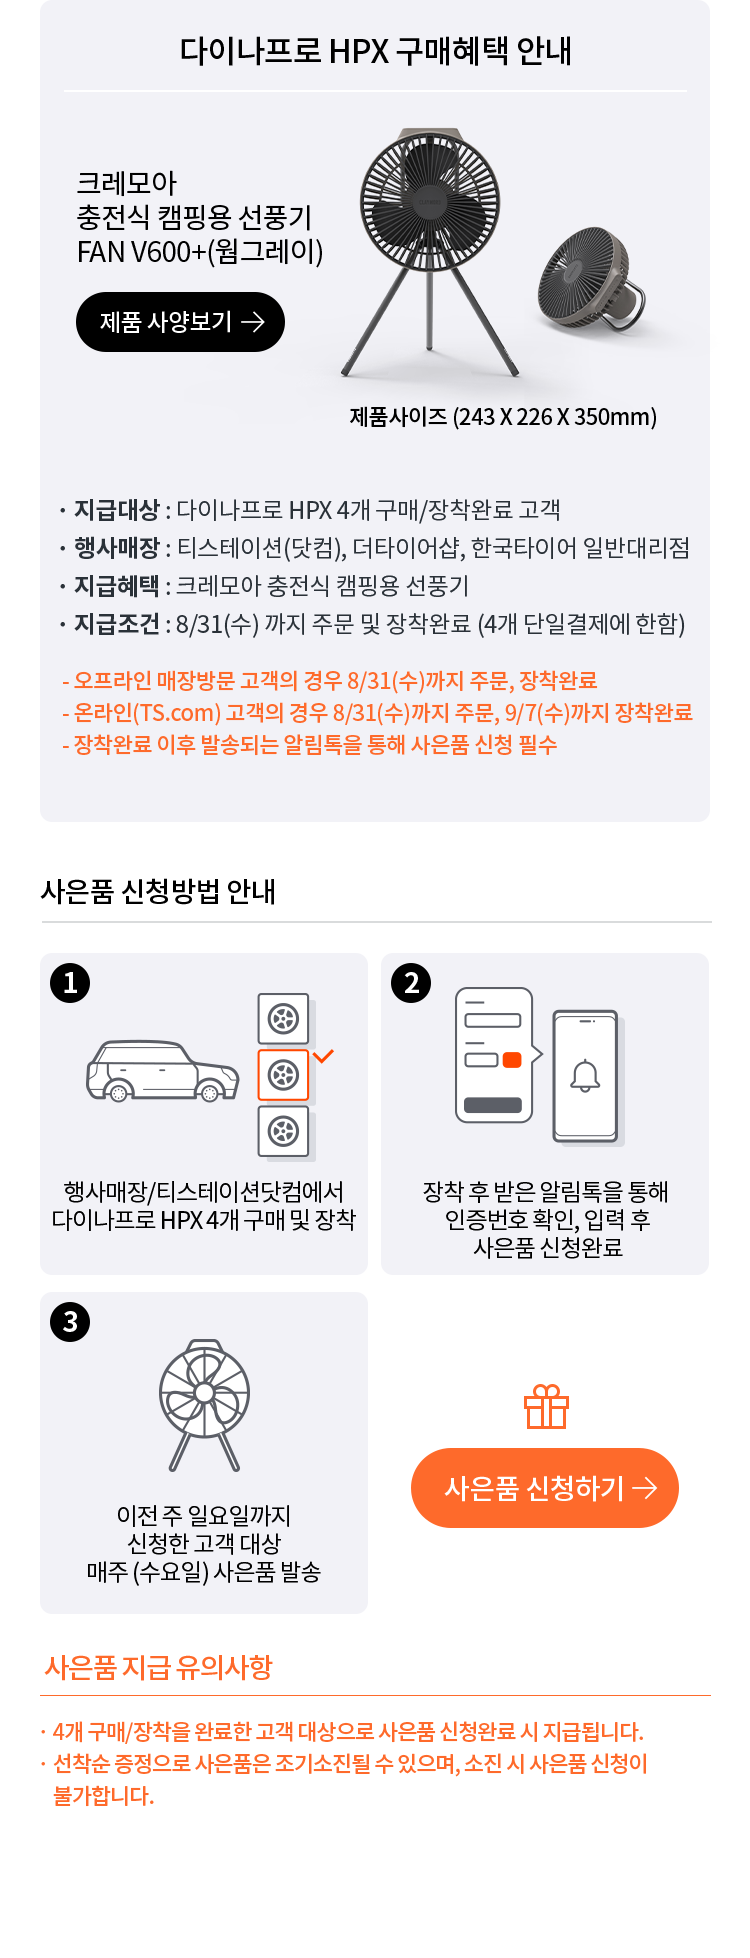 다이나프로 HPX 구매혜택 안내
크레모아
충전식 캠핑용 선풍기
FAN V600+(웜그레이)
제품 사양보기 →
제품사이즈 (243 X 226 X 350mm)
· 지급대상 : 다이나프로 HPX 4개 구매/장착완료 고객
· 행사매장 : 티스테이션(닷컴), 더타이어샵, 한국타이어 일반대리점
· 지급혜택 : 크레모아 충전식 캠핑용 선풍기
· 지급조건 : 8/31(수) 까지 주문 및 장착완료 (4개 단일결제에 한함)
- 오프라인 매장방문 고객의 경우 8/31(수)까지 주문, 장착완료
- 온라인(TS.com) 고객의 경우 8/31(수)까지 주문, 9/7(수)까지 장착완료
- 장착완료 이후 발송되는 알림톡을 통해 사은품 신청 필수
사은품 신청방법 안내
1
행사매장/티스테이션닷컴에서
다이나프로 HPX 4개 구매 및 장착
2
장착 후 받은 알림톡을 통해
인증번호 확인, 입력 후
사은품 신청완료
3
이전 주 일요일까지
신청한 고객 대상
매주 (수요일) 사은품 발송
사은품 신청하기 →
사은품 지급 유의사항
· 4개 구매/장착을 완료한 고객 대상으로 사은품 신청완료 시 지급됩니다.
· 선착순 증정으로 사은품은 조기소진될 수 있으며, 소진 시 사은품 신청이
불가합니다.